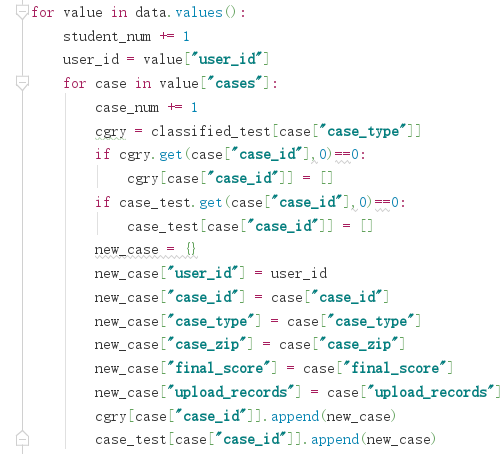 for value in data.values():
    student_num += 1
    user_id = value["user_id"]
    for case in value["cases"]:
        case_num += 1
        cgry = classified_test[case["case_type"]]
        if cgry.get(case["case_id"],0)==0:
            cgry[case["case_id"]] = []
        if case_test.get(case["case_id"],0)==0:
            case_test[case["case_id"]] = []
        new_case = {}
        new_case["user_id"] = user_id
        new_case["case_id"] = case["case_id"]
        new_case["case_type"] = case["case_type"]
        new_case["case_zip"] = case["case_zip"]
        new_case["final_score"] = case["final_score"]
        new_case["upload_records"] = case["upload_records"]
        cgry[case["case_id"]].append(new_case)
        case_test[case["case_id"]].append(new_case)